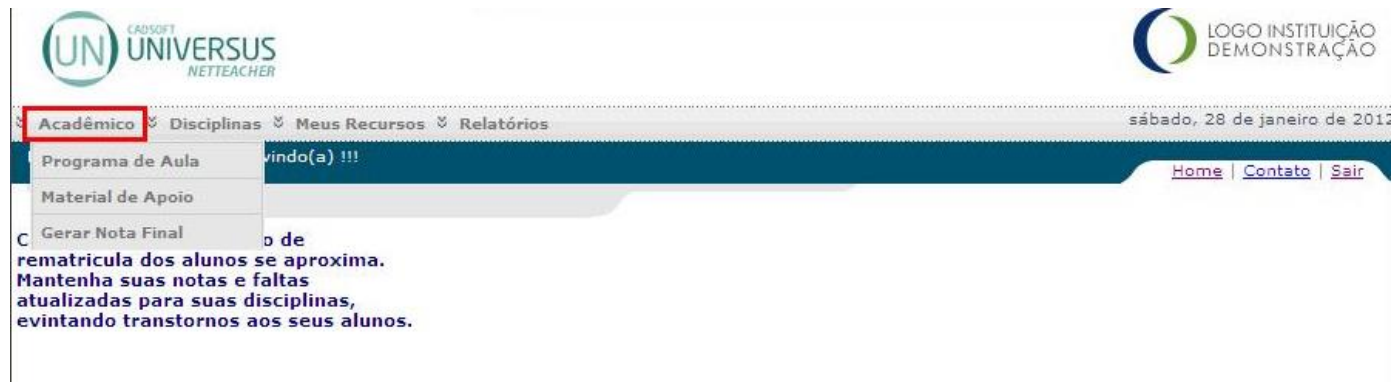 UN CADSOFT
UNIVERSUS
NETTEACHER
LOGO INSTITUIÇÃO
DEMONSTRAÇÃO
Acadêmico Disciplinas Meus Recursos Relatórios
sábado, 28 de janeiro de 2012
Programa de Aula
vindo(a) !!!
Home | Contato | Sair
Material de Apoio
Gerar Nota Final
de
rematricula dos alunos se aproxima.
Mantenha suas notas e faltas
atualizadas para suas disciplinas,
evintando transtornos aos seus alunos.